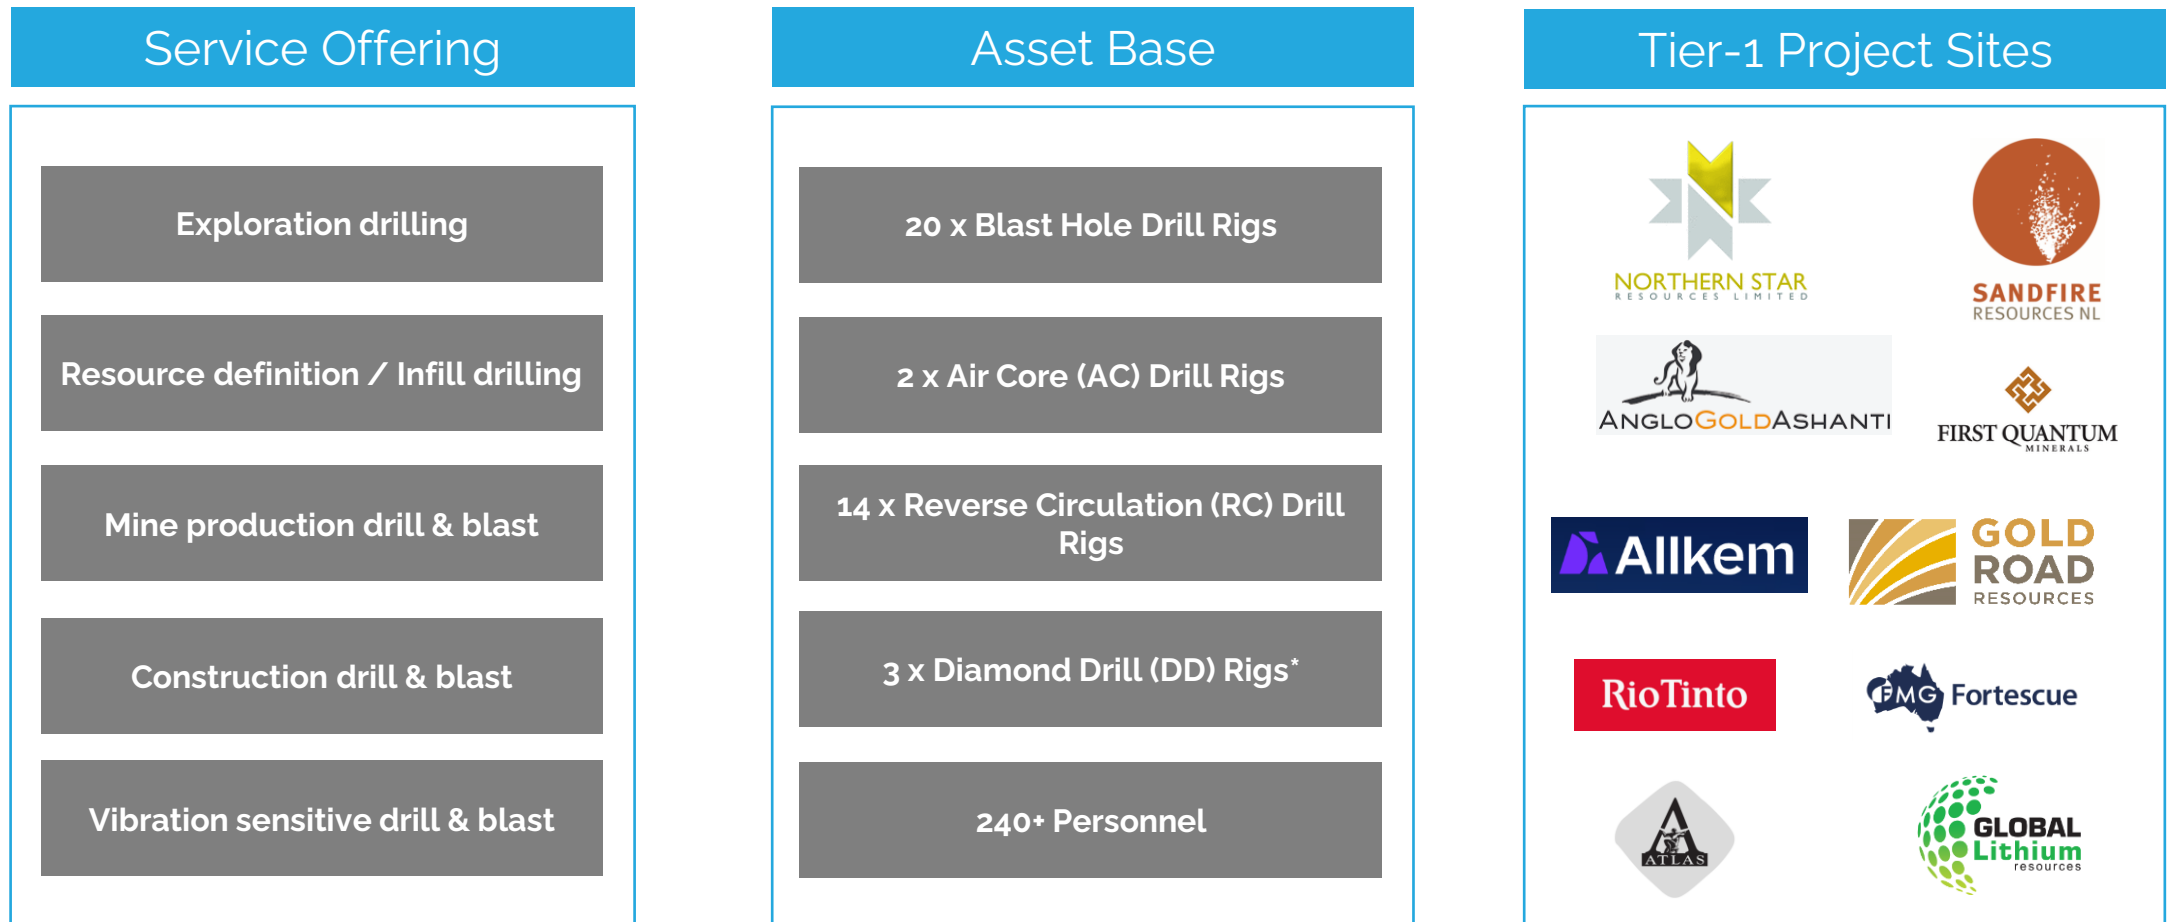 Service Offering
Exploration drilling
Resource definition / Infill drilling
Mine production drill & blast
Construction drill & blast
Vibration sensitive drill & blast
Asset Base
20 x Blast Hole Drill Rigs
2 x Air Core (AC) Drill Rigs
14 x Reverse Circulation (RC) Drill
Rigs
3 x Diamond Drill (DD) Rigs*
240+ Personnel
Tier-1 Project Sites
NORTHERN STAR
RESOURCES LIMITED
SANDFIRE
RESOURCES NL
ANGLOGOLDASHANTI
FIRST QUANTUM
MINERALS
Allkem
GOLD
ROAD
RESOURCES
RioTinto
FMG Fortescue
ATLAS
GLOBAL
Lithium
resources